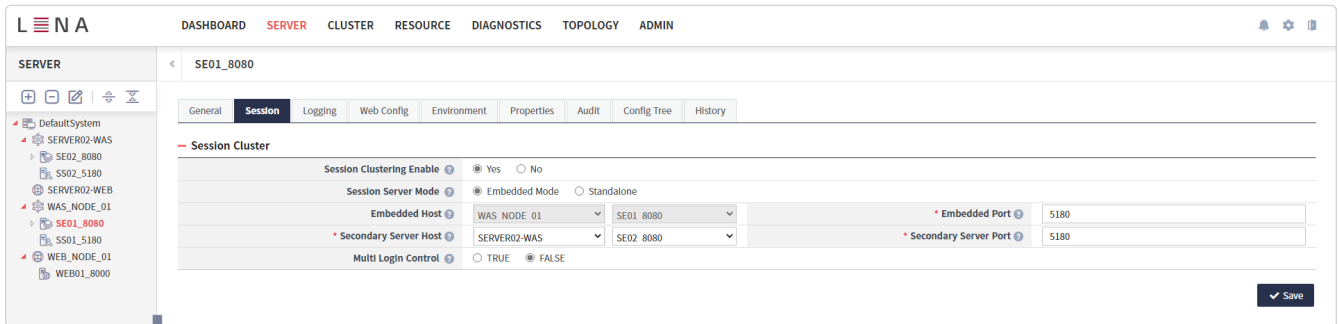 LENA
DASHBOARD SERVER CLUSTER RESOURCE DIAGNOSTICS TOPOLOGY ADMIN
SERVER
SE01_8080
General Session Logging Web Config Environment Properties Audit Config Tree History
DefaultSystem
SERVER02-WAS
SE02_8080
SS02_5180
SERVER02-WEB
WAS_NODE_01
SE01_8080
SS01_5180
WEB_NODE_01
WEB01_8000
Session Cluster
Session Clustering Enable ? Yes No
Session Server Mode ? Embedded Mode Standalone
Embedded Host ? WAS_NODE_01 SE01_8080 * Embedded Port ? 5180
* Secondary Server Host ? SERVER02-WAS SE02_8080 * Secondary Server Port ? 5180
Multi Login Control ? TRUE FALSE
Save